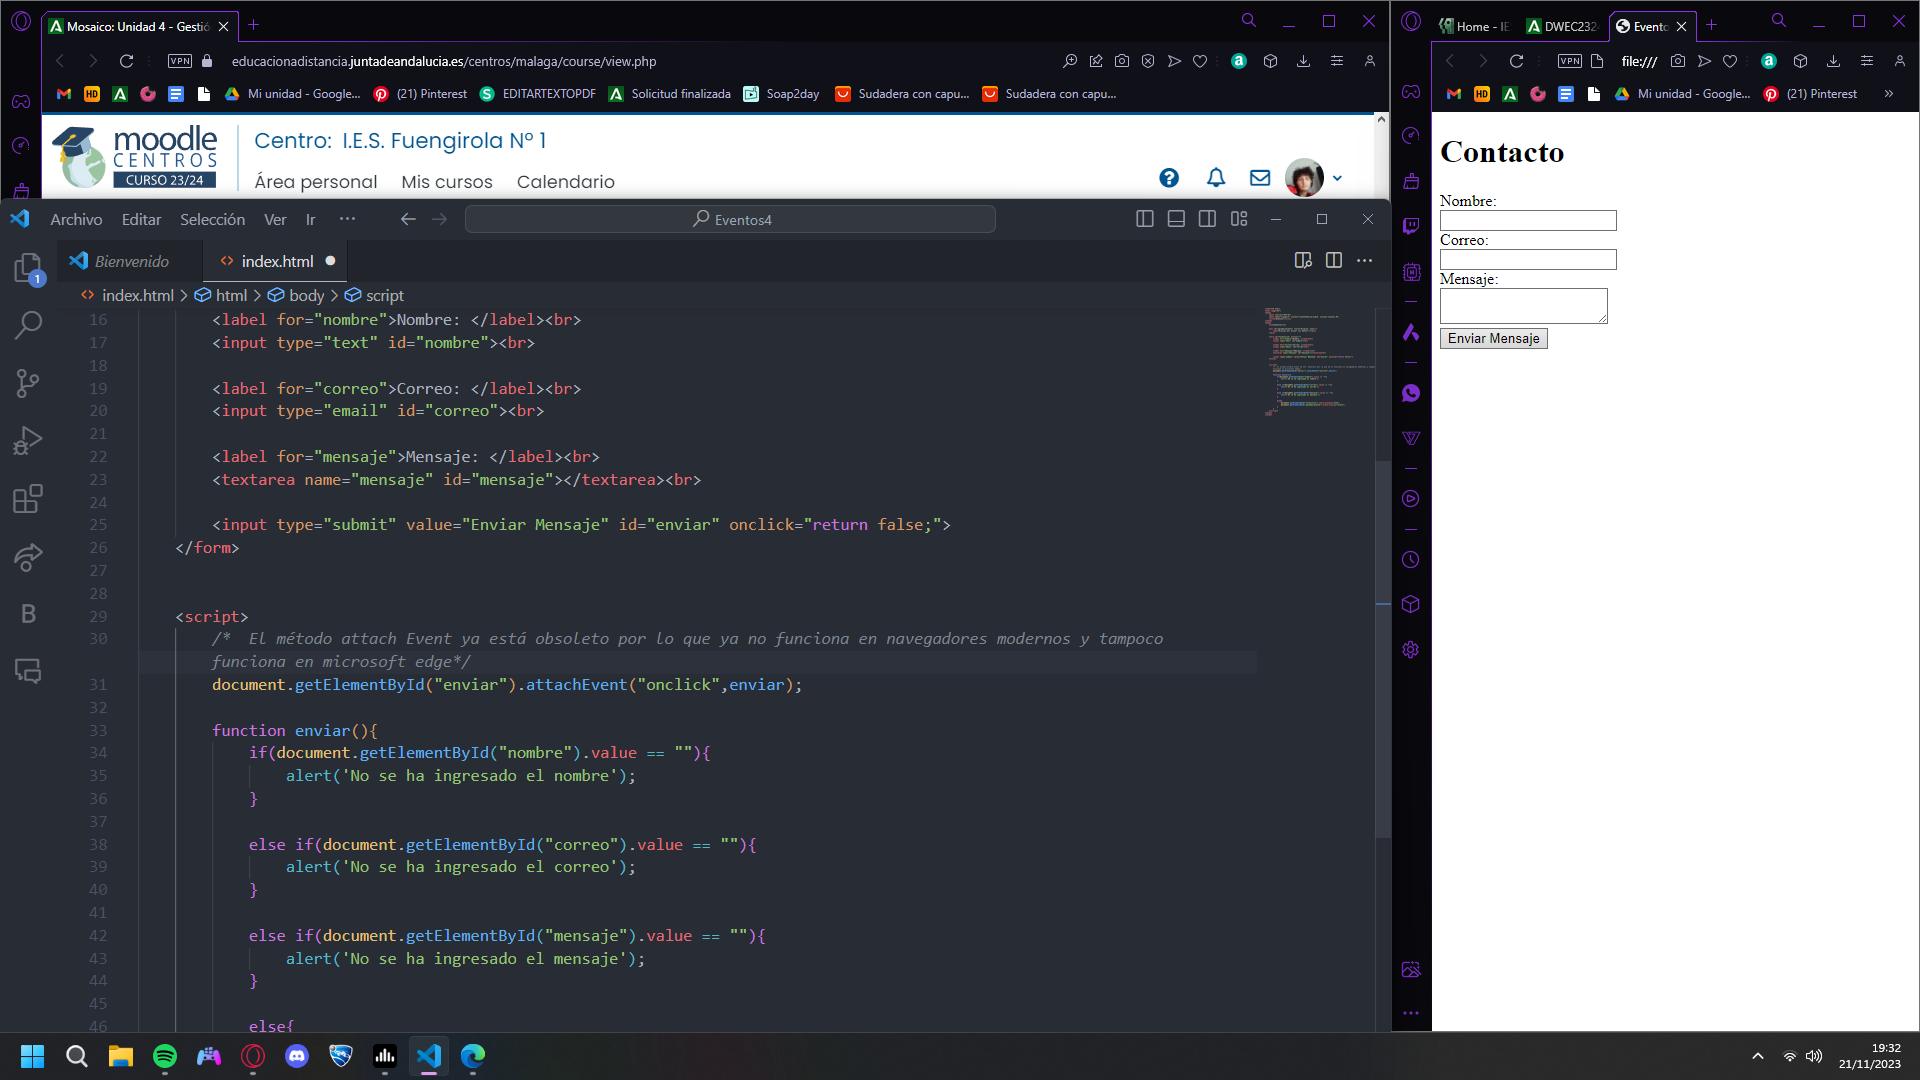 Mosaico: Unidad 4 - Gestió
VPN
educacionadistancia.juntadeandalucia.es/centros/malaga/course/view.php
HD
Mi unidad - Google...
(21) Pinterest
S
EDITARTEXTOPDF
Solicitud finalizada
Soap2day
Sudadera con capu...
Sudadera con capu...
moodle
CENTROS
CURSO 23/24
Centro: I.E.S. Fuengirola Nº 1
Área personal
Mis cursos
Calendario
Archivo
Editar
Selección
Ver
Ir
Eventos4
Bienvenido
index.html
index.html
html
body
script
1
B
16 <label for="nombre">Nombre: </label><br>
17 <input type="text" id="nombre"><br>
18
19 <label for="correo">Correo: </label><br>
20 <input type="email" id="correo"><br>
21
22 <label for="mensaje">Mensaje: </label><br>
23 <textarea name="mensaje" id="mensaje"></textarea><br>
24
25 <input type="submit" value="Enviar Mensaje" id="enviar" onclick="return false;">
26 </form>
27
28
29 <script>
30 /*  El método attach Event ya está obsoleto por lo que ya no funciona en navegadores modernos y tampoco
funciona en microsoft edge*/
31 document.getElementById("enviar").attachEvent("onclick",enviar);
32
33 function enviar(){
34 if(document.getElementById("nombre").value == ""){
35 alert('No se ha ingresado el nombre');
36 }
37
38 else if(document.getElementById("correo").value == ""){
39 alert('No se ha ingresado el correo');
40 }
41
42 else if(document.getElementById("mensaje").value == ""){
43 alert('No se ha ingresado el mensaje');
44 }
45
46 else{
Home - IE
DWEC232
Evento
VPN
file:///
HD
Mi unidad - Google...
(21) Pinterest
Contacto
Nombre:
Correo:
Mensaje:
Enviar Mensaje
19:32
21/11/2023